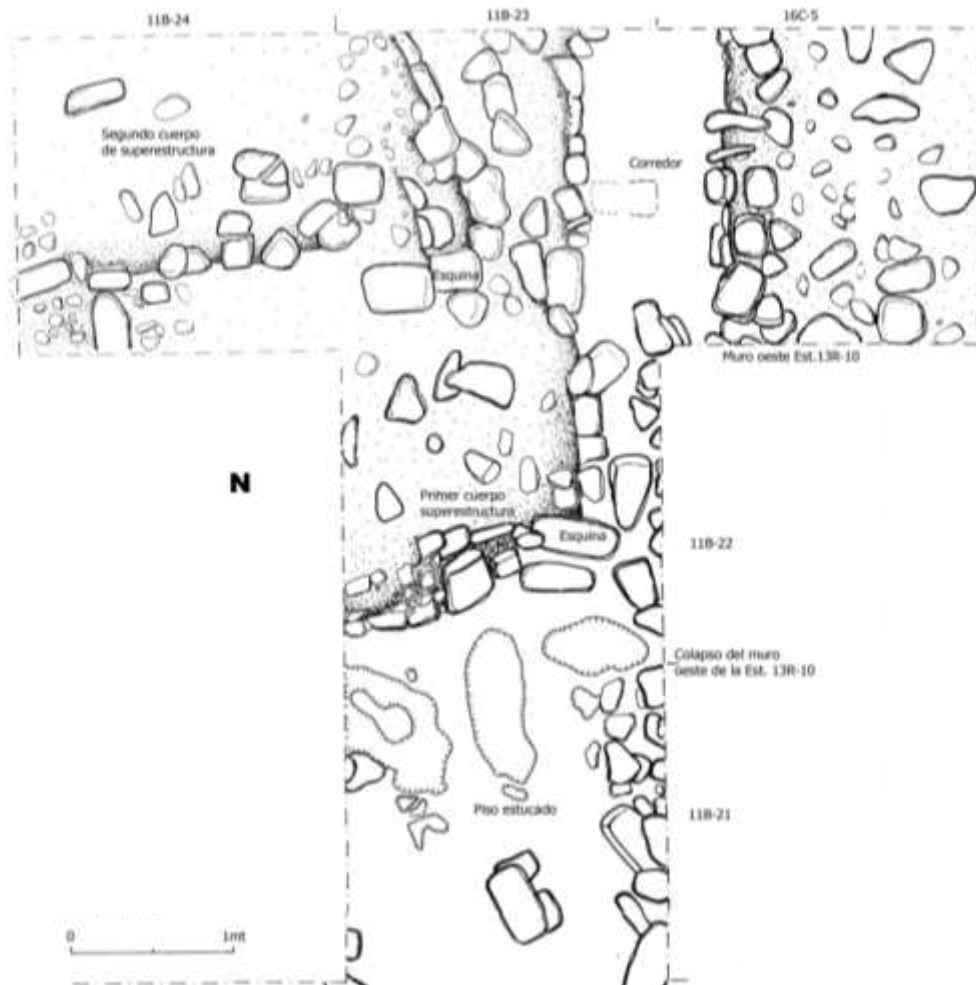 11B-24
11B-23
16C-5
Segundo cuerpo
de superestructura
Corredor
Esquina
Muro oeste Est.13R-10
N
Primer cuerpo
superestructura
Esquina
11B-22
Colapso del muro
oeste de la Est. 13R-10
Piso estucado
11B-21
0
1mt